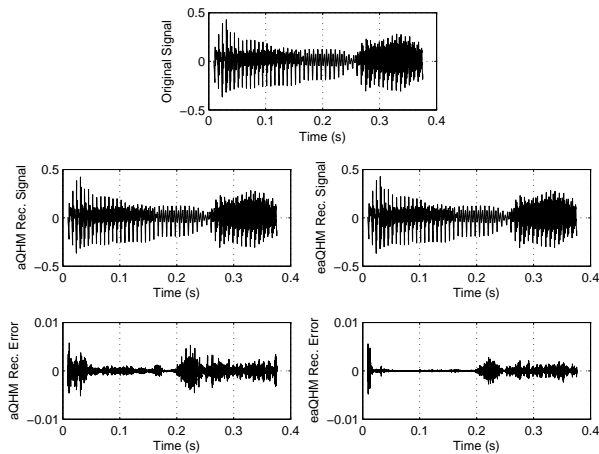 Original Signal
0.5
0
−0.5
0 0.1 0.2 0.3 0.4
Time (s)
aQHM Rec. Signal
0.5
0
−0.5
0 0.1 0.2 0.3 0.4
Time (s)
eaQHM Rec. Signal
0.5
0
−0.5
0 0.1 0.2 0.3 0.4
Time (s)
aQHM Rec. Error
0.01
0
−0.01
0 0.1 0.2 0.3 0.4
Time (s)
eaQHM Rec. Error
0.01
0
−0.01
0 0.1 0.2 0.3 0.4
Time (s)